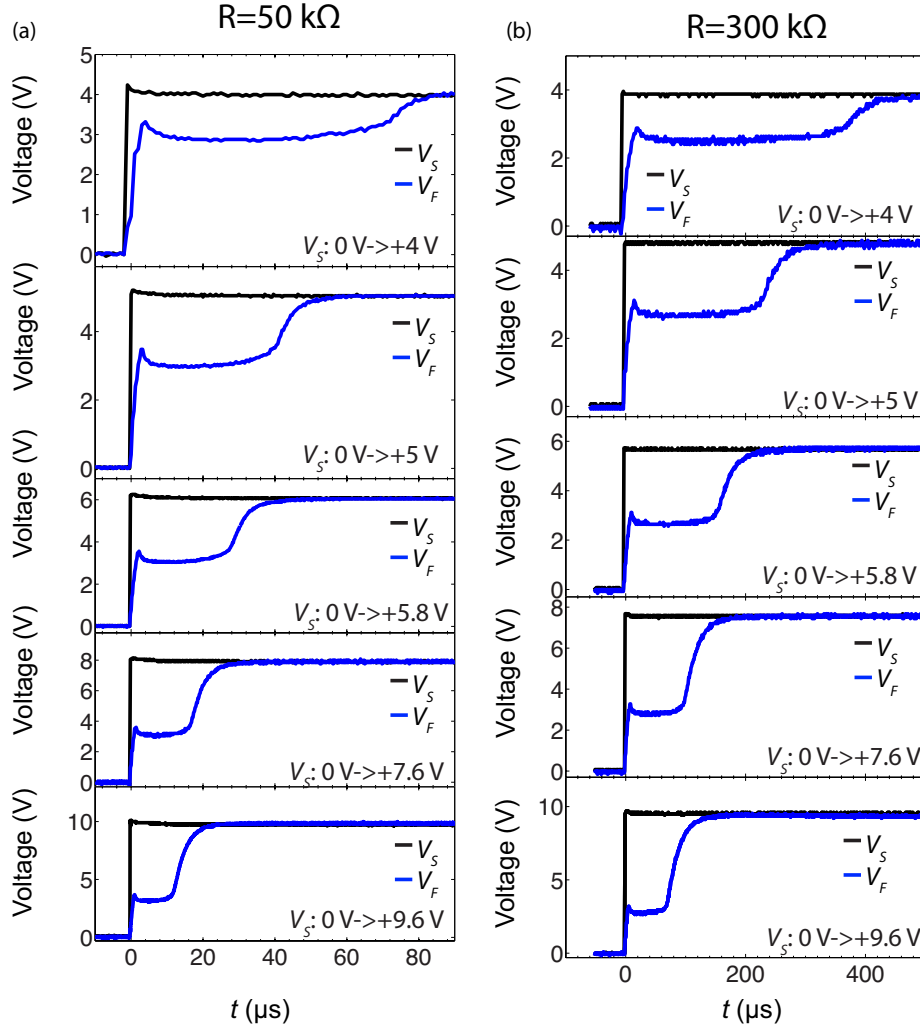 (a) R=50 kΩ
Voltage (V)
5
4
3
2
1
0
V_S
V_F
V_S: 0 V->+4 V
Voltage (V)
4
2
0
V_S
V_F
V_S: 0 V->+5 V
Voltage (V)
6
4
2
0
V_S
V_F
V_S: 0 V->+5.8 V
Voltage (V)
8
6
4
2
0
V_S
V_F
V_S: 0 V->+7.6 V
Voltage (V)
10
5
0
V_S
V_F
V_S: 0 V->+9.6 V
0 20 40 60 80
t (µs)
(b) R=300 kΩ
Voltage (V)
4
2
0
V_S
V_F
V_S: 0 V->+4 V
Voltage (V)
4
2
0
V_S
V_F
V_S: 0 V->+5 V
Voltage (V)
6
4
2
0
V_S
V_F
V_S: 0 V->+5.8 V
Voltage (V)
8
6
4
2
0
V_S
V_F
V_S: 0 V->+7.6 V
Voltage (V)
10
5
0
V_S
V_F
V_S: 0 V->+9.6 V
0 200 400
t (µs)